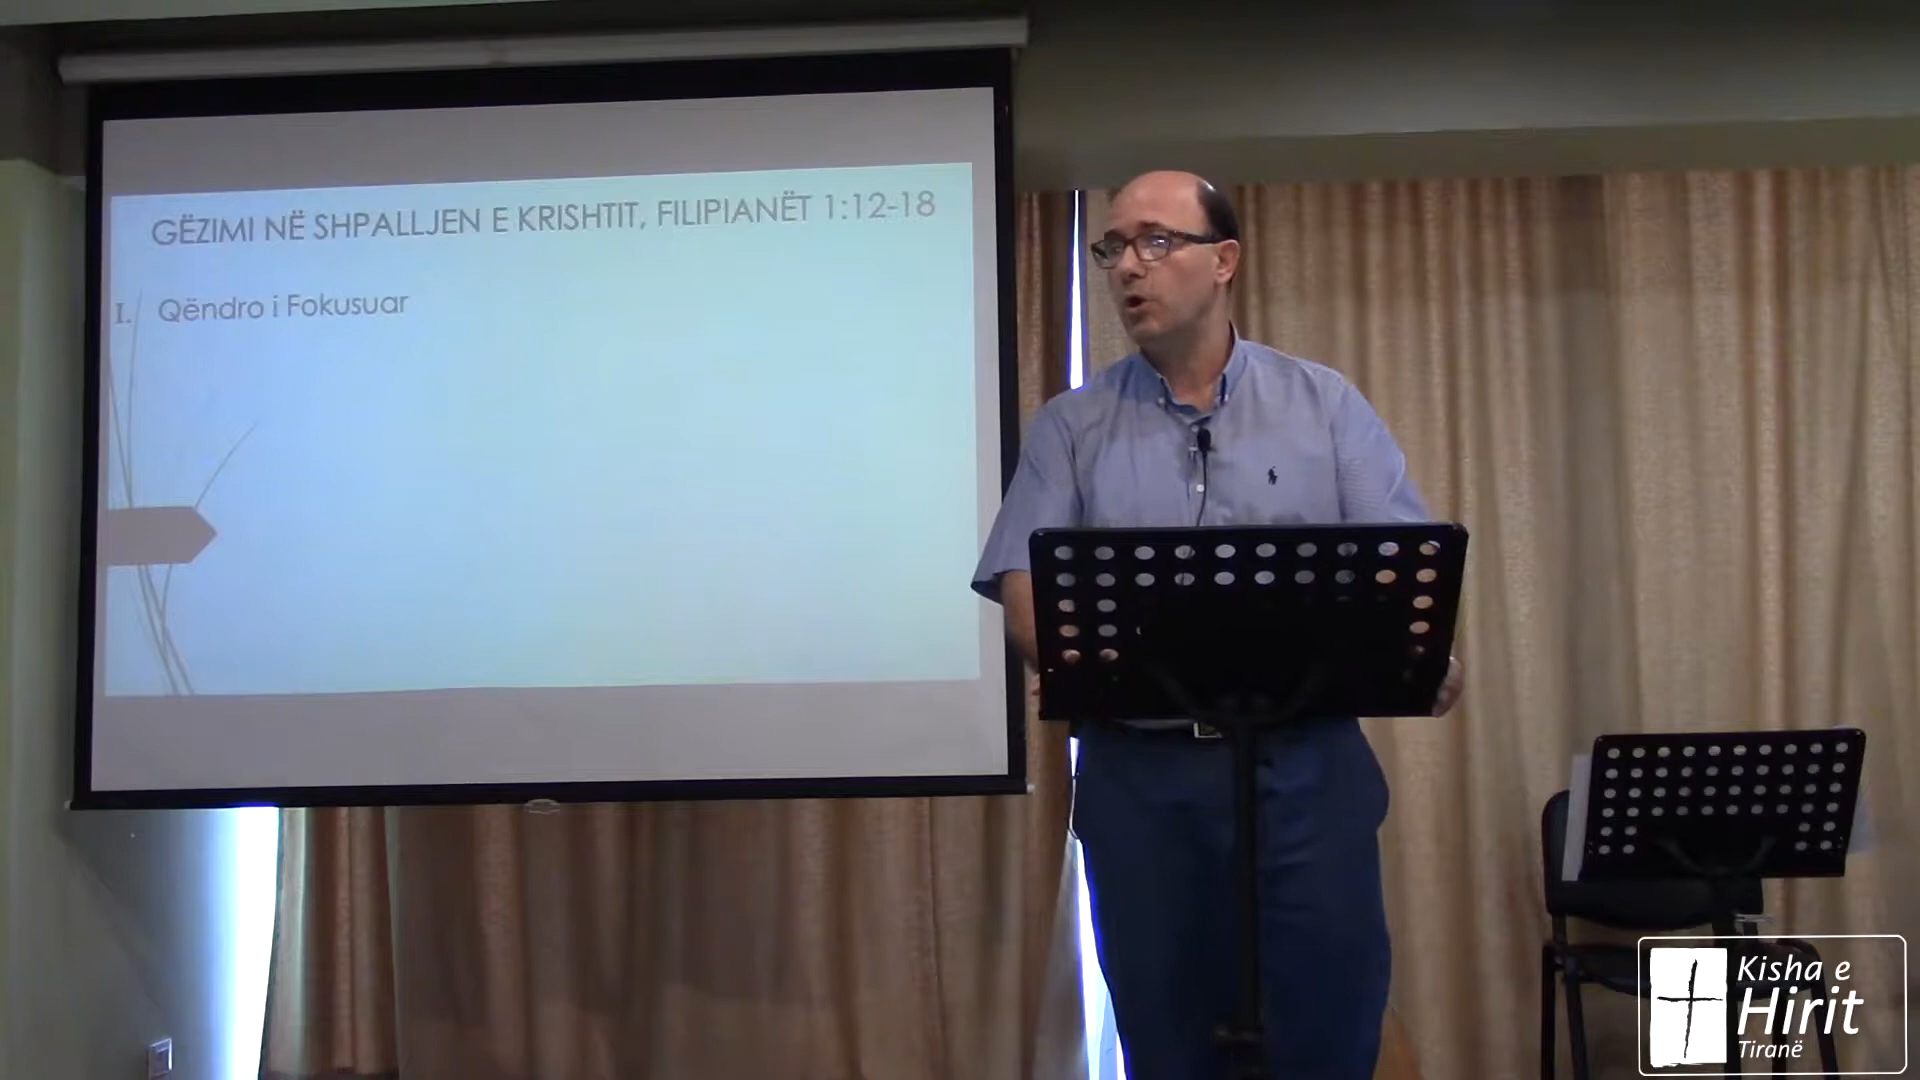 GËZIMI NË SHPALLJEN E KRISHTIT, FILIPIANËT 1:12-18
I. Qëndro i Fokusuar
Kisha e
Hirit
Tiranë